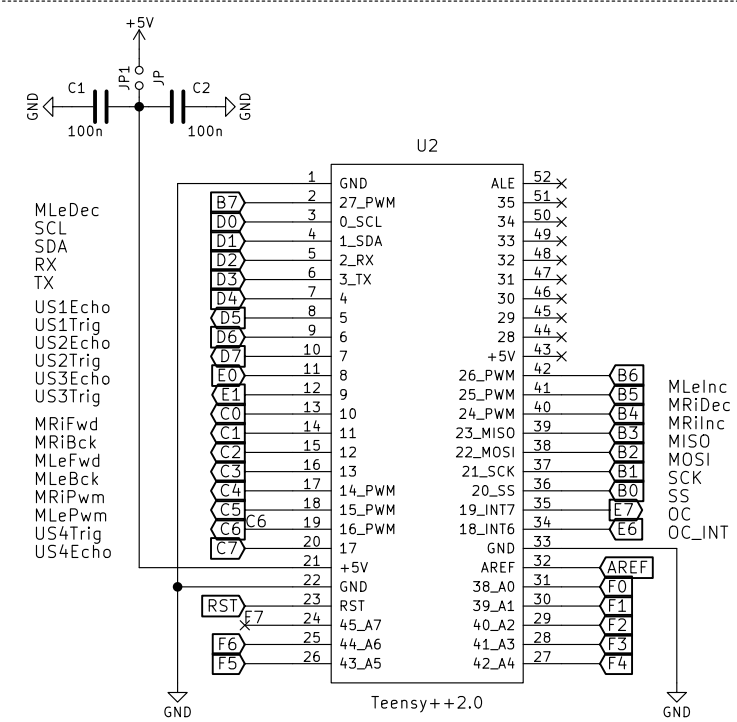 +5V
JP1
JP
C1
C2
GND
GND
100n
100n
U2
1 GND
ALE 52
B7 2 27_PWM
35 51
MLeDec
D0 3 0_SCL
34 50
SCL
D1 4 1_SDA
33 49
SDA
D2 5 2_RX
32 48
RX
D3 6 3_TX
31 47
TX
D4 7 4
30 46
US1Echo
D5 8 5
29 45
US1Trig
D6 9 6
28 44
US2Echo
D7 10 7
+5V 43
US2Trig
E0 11 8
26_PWM 42 B6
US3Echo
E1 12 9
25_PWM 41 B5
MLeInc
US3Trig
C0 13 10
24_PWM 40 B4
MRiDec
MRiFwd
C1 14 11
23_MISO 39 B3
MRiInc
MRiBck
C2 15 12
22_MOSI 38 B2
MISO
MLeFwd
C3 16 13
21_SCK 37 B1
MOSI
MLeBck
C4 17 14_PWM
20_SS 36 B0
SCK
MRiPwm
C5 18 15_PWM
19_INT7 35 E7
SS
MLePwm
C6 C6 19 16_PWM
18_INT6 34 E6
OC
US4Trig
C7 20 17
GND 33
OC_INT
US4Echo
21 +5V
AREF 32 AREF
22 GND
38_A0 31 F0
RST 23 RST
39_A1 30 F1
F7 24 45_A7
40_A2 29 F2
F6 25 44_A6
41_A3 28 F3
F5 26 43_A5
42_A4 27 F4
GND
Teensy++2.0
GND